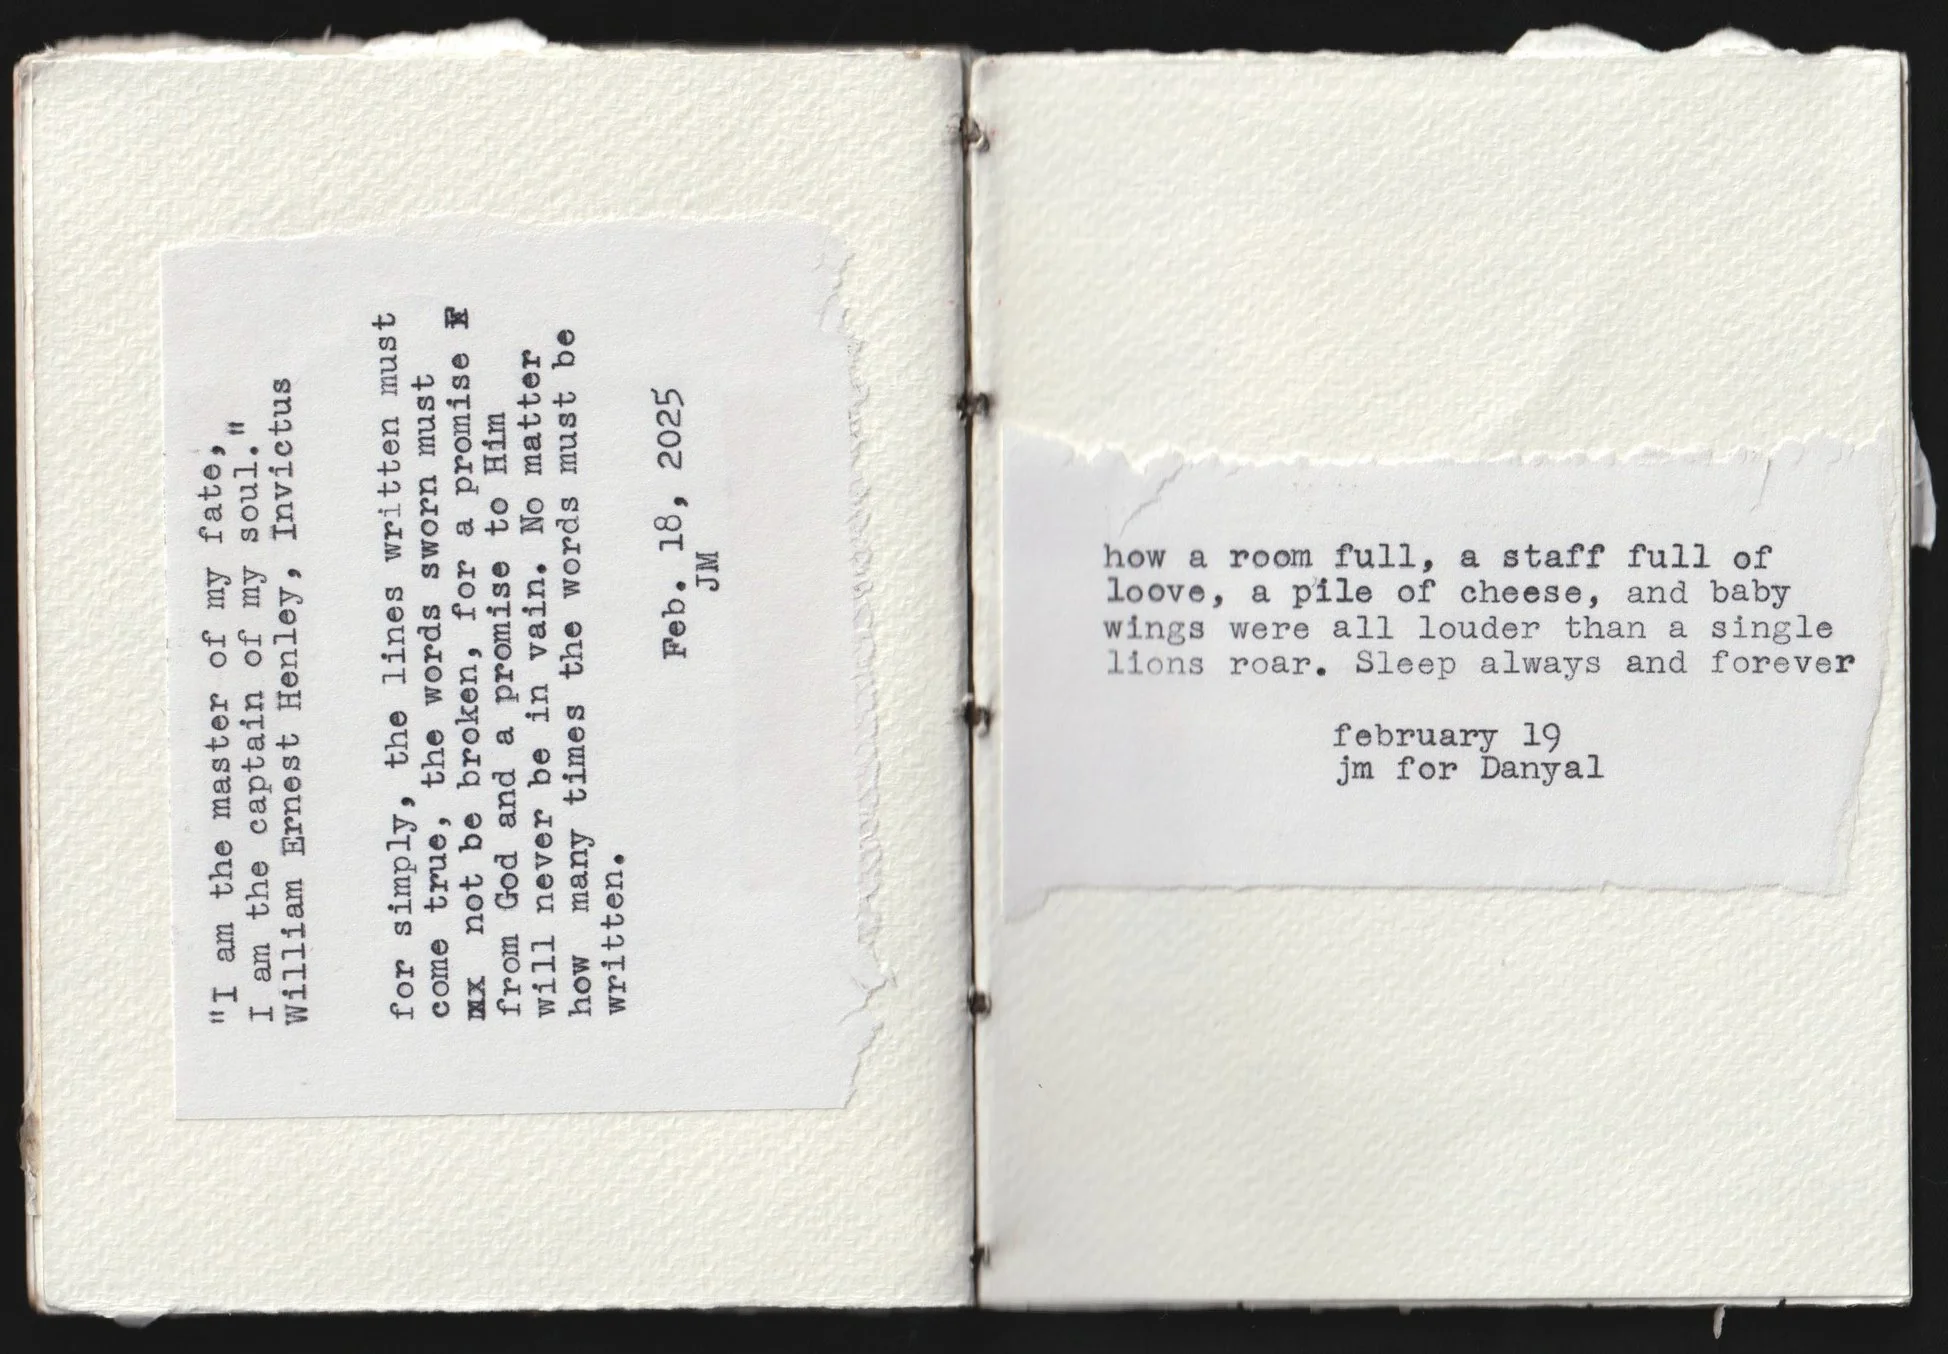 "I am the master of my fate,
I am the captain of my soul."
William Ernest Henley, Invictus
for simply, the lines written must
come true, the words sworn must
not be broken, for a promise
from God and a promise to Him
will never be in vain. No matter
how many times the words must be
written.
Feb. 18, 2025
JM
how a room full, a staff full of
loove, a pile of cheese, and baby
wings were all louder than a single
lions roar. Sleep always and forever
february 19
jm for Danyal